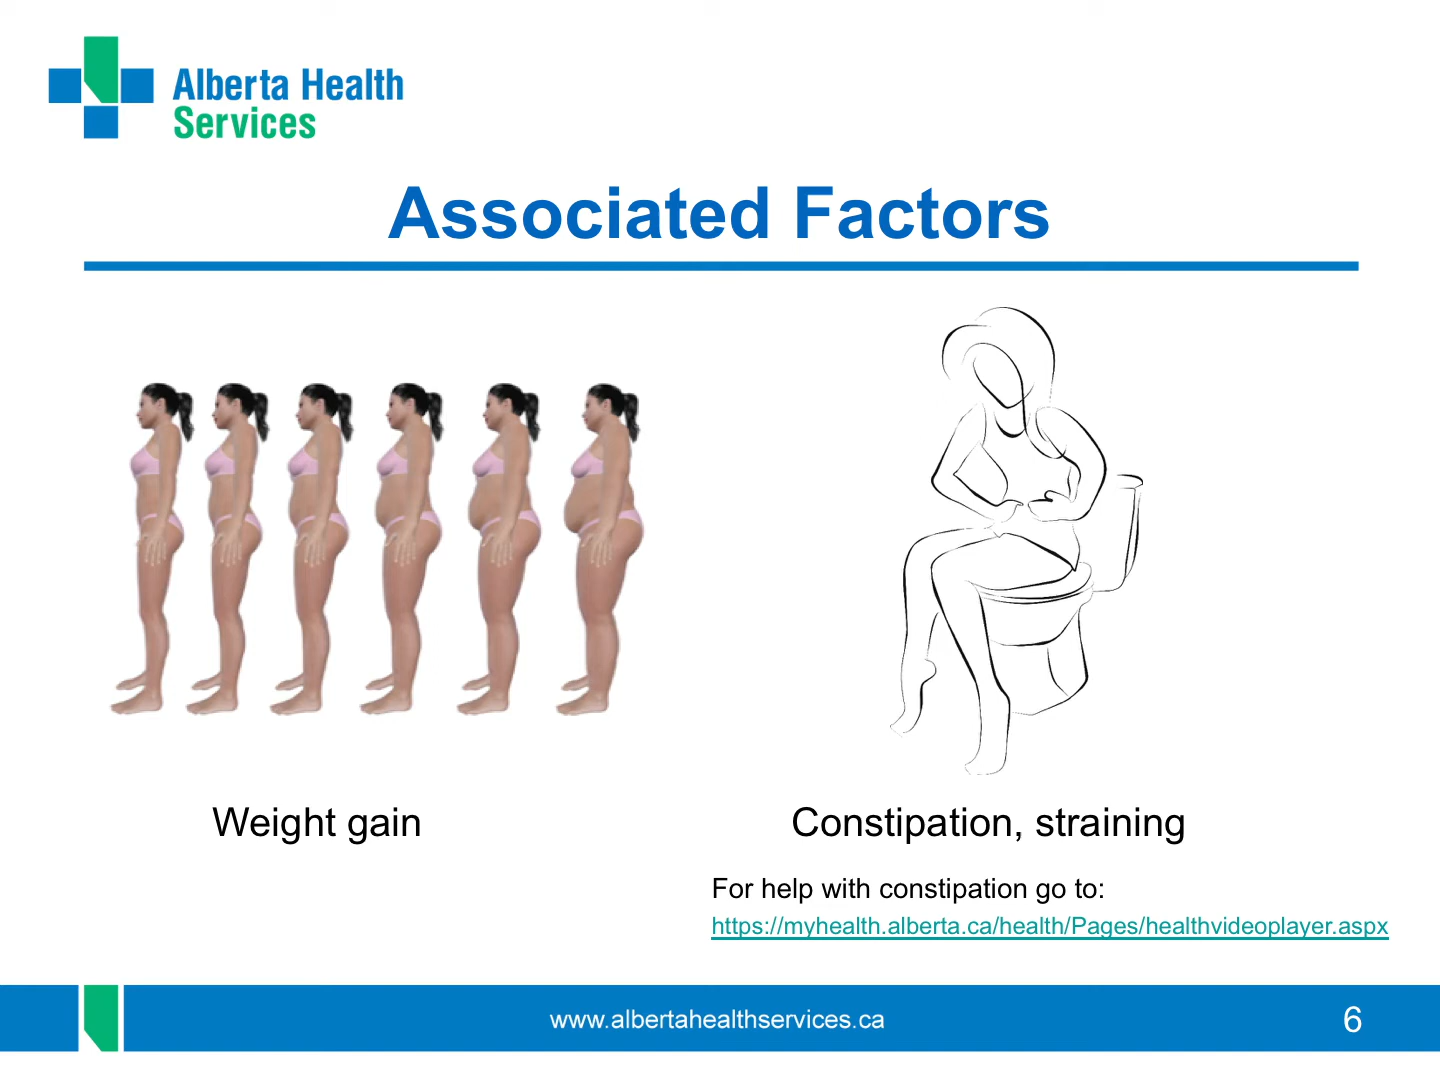 Alberta Health
Services
Associated Factors
Weight gain
Constipation, straining
For help with constipation go to:
https://myhealth.alberta.ca/health/Pages/healthvideoplayer.aspx
www.albertahealthservices.ca
6